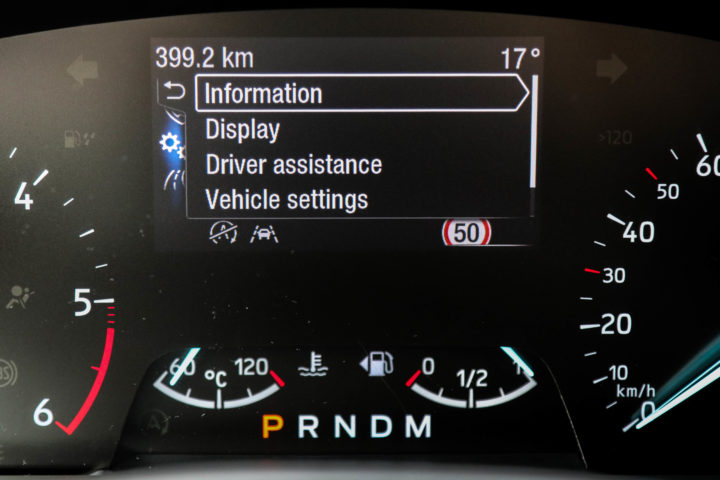 399.2 km 17°
Information
Display
Driver assistance
Vehicle settings
50
>120
4
5
6
60
50
40
30
20
10
km/h
0
60 °C 120
0 1/2 1
P R N D M